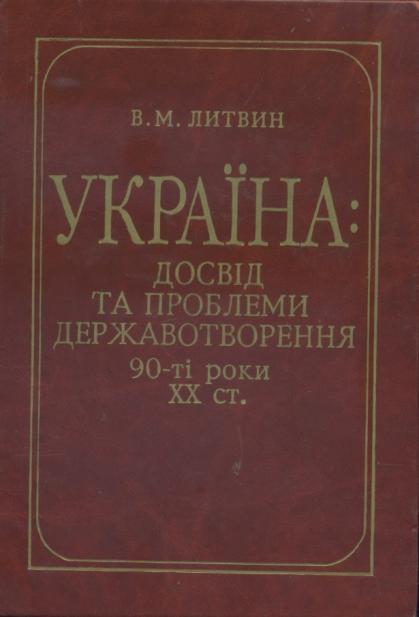 В.М. ЛИТВИН
УКРАЇНА:
ДОСВІД
ТА ПРОБЛЕМИ
ДЕРЖАВОТВОРЕННЯ
90-ті роки
XX ст.